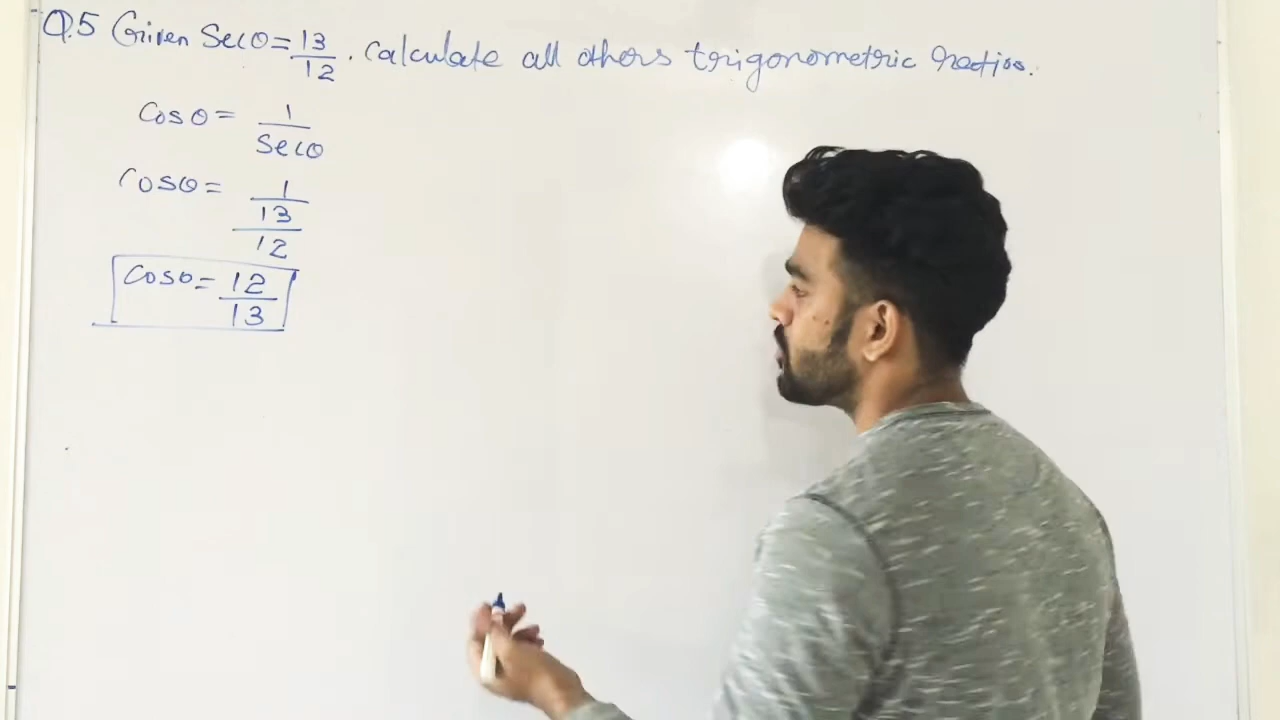 Q.5 Given Secθ = 13/12 . Calculate all others trigonometric ratios.
Cosθ = 1/Secθ
Cosθ = 1/(13/12)
Cosθ = 12/13